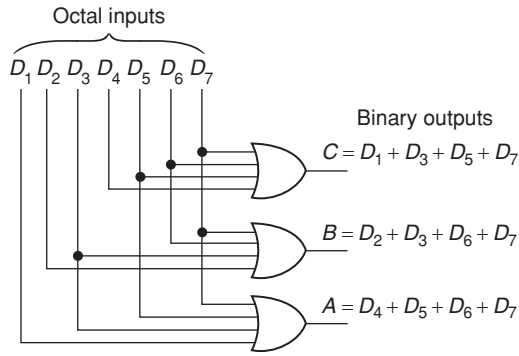 Octal inputs
D1 D2 D3 D4 D5 D6 D7
Binary outputs
C = D1 + D3 + D5 + D7
B = D2 + D3 + D6 + D7
A = D4 + D5 + D6 + D7